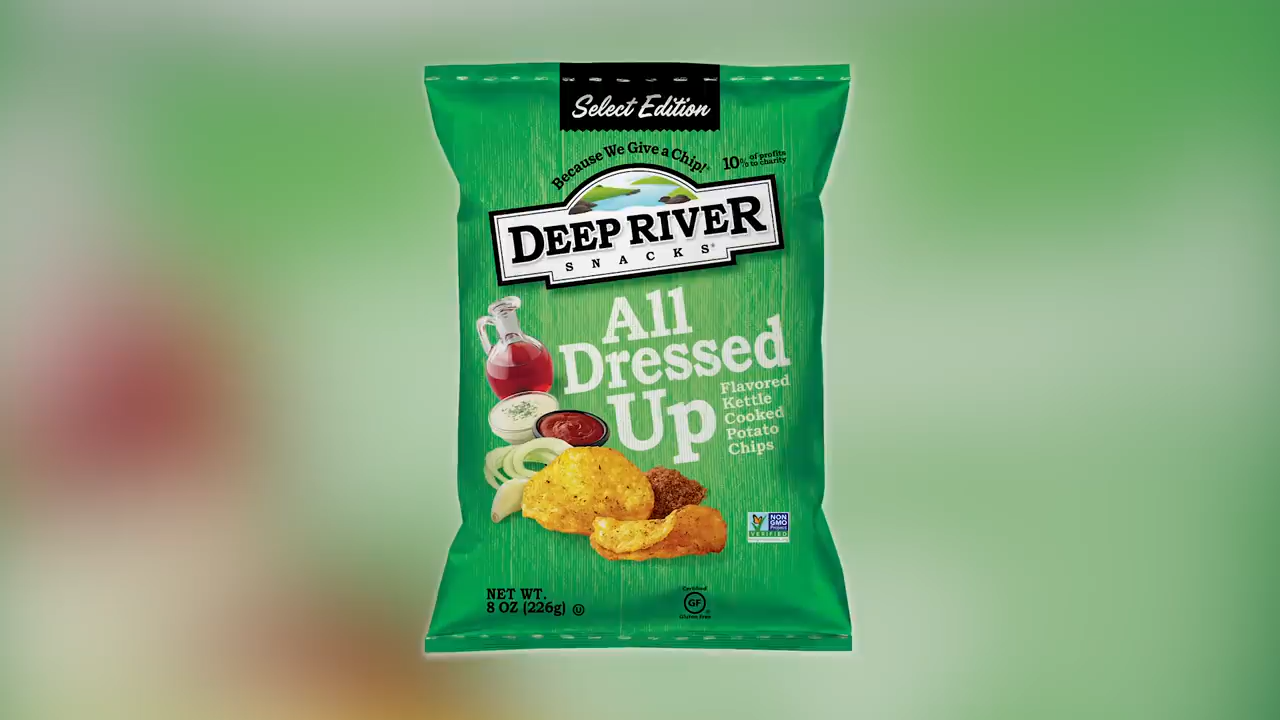 Select Edition
Because We Give a Chip!®
10% of profits
% to charity
DEEP RIVER
SNACKS®
All
Dressed
Up
Flavored
Kettle
Cooked
Potato
Chips
NON
GMO
Project
VERIFIED
NET WT.
8 OZ (226g) U
Certified
GF
Gluten-Free